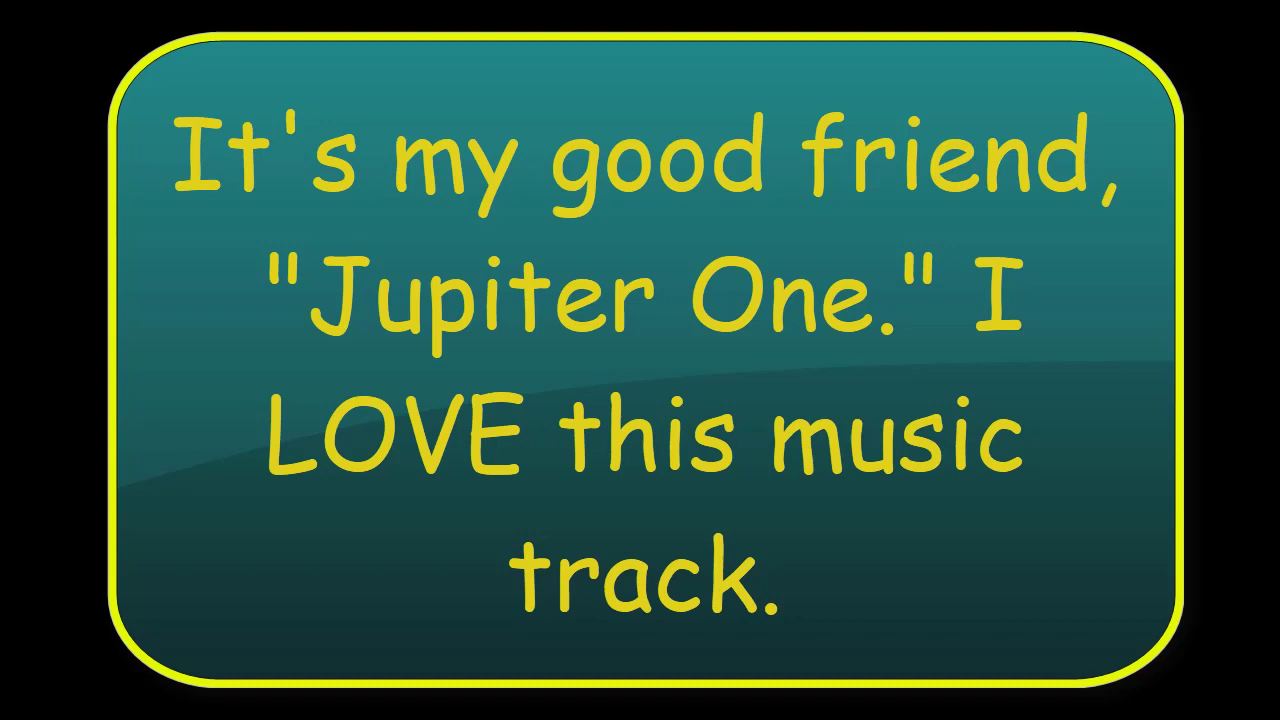 It's my good friend,
"Jupiter One." I
LOVE this music
track.